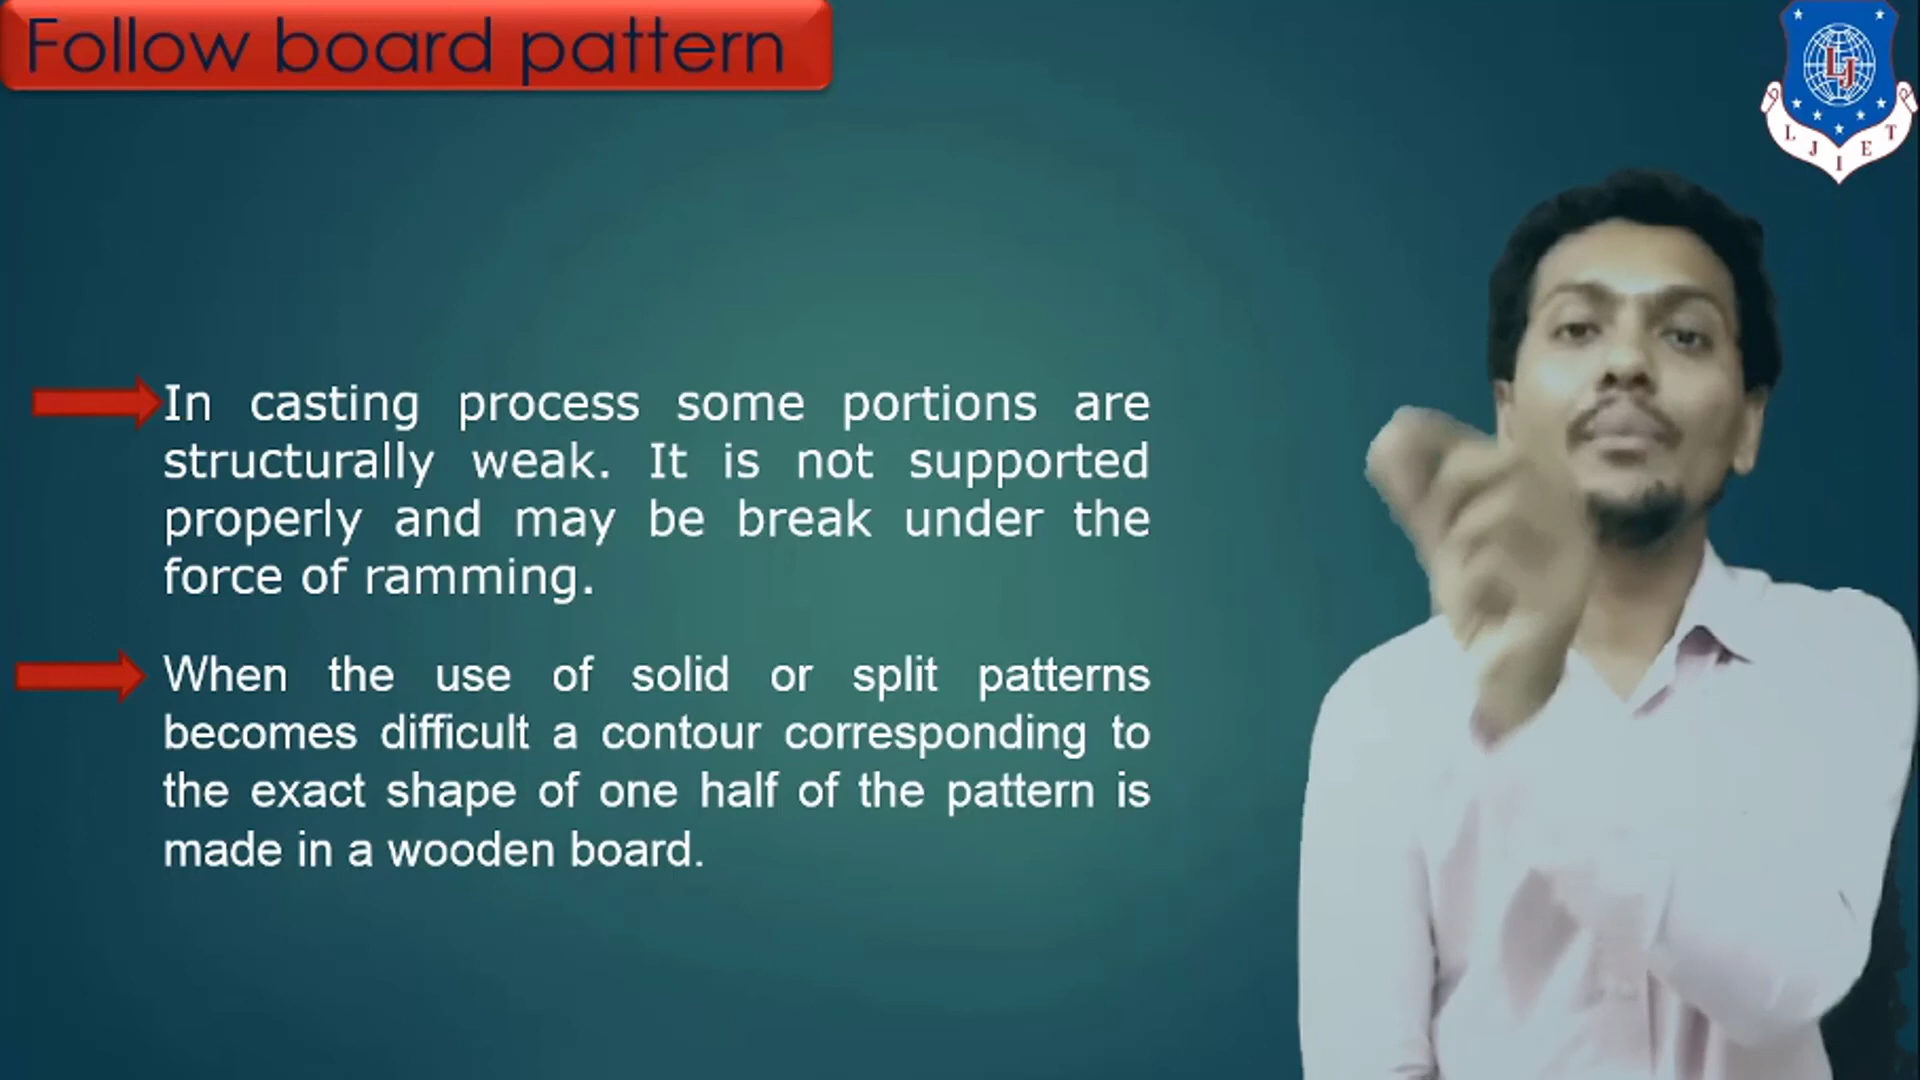 Follow board pattern
In casting process some portions are
structurally weak. It is not supported
properly and may be break under the
force of ramming.
When the use of solid or split patterns
becomes difficult a contour corresponding to
the exact shape of one half of the pattern is
made in a wooden board.
LJ
L J I E T